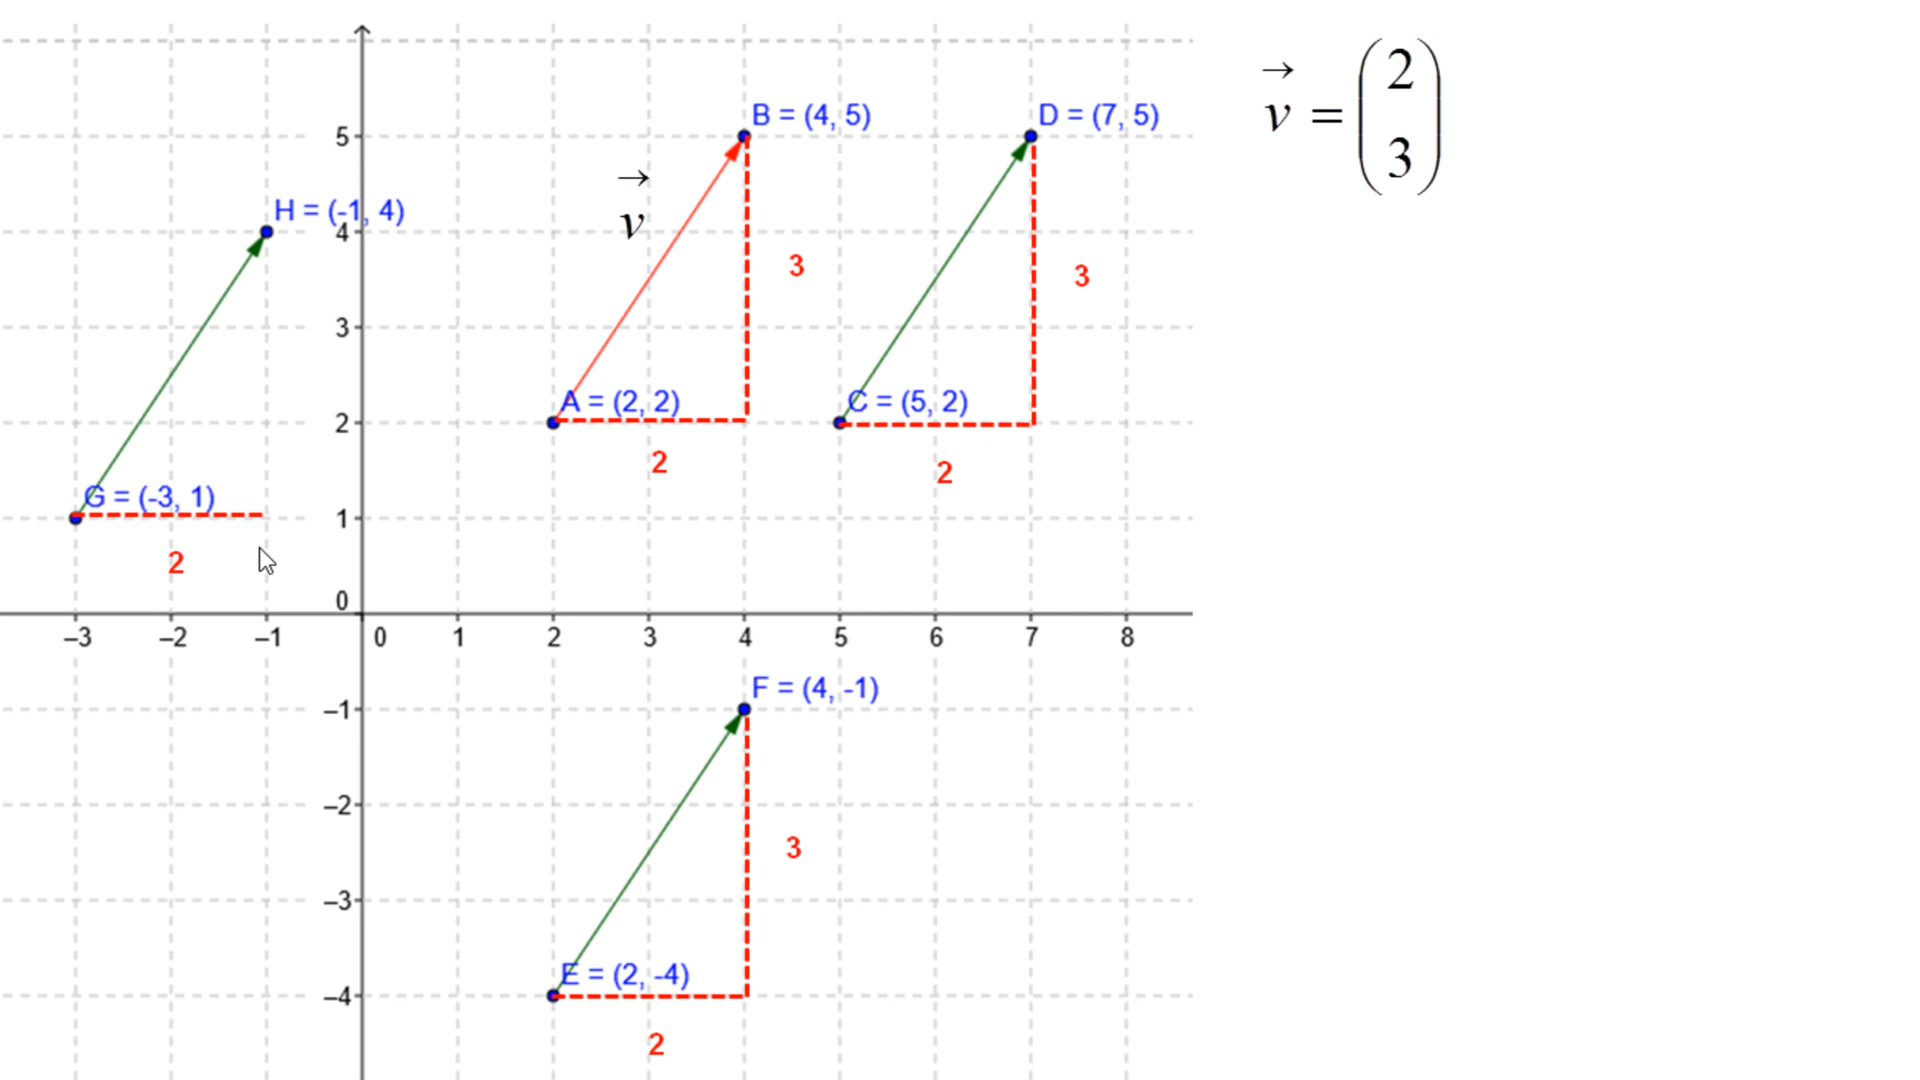 B = (4, 5)
D = (7, 5)
v = ( 2
3 )
5
v
H = (-1, 4)
4
3
3
3
A = (2, 2)
C = (5, 2)
2
2
2
G = (-3, 1)
1
2
0
–3 –2 –1 0 1 2 3 4 5 6 7 8
F = (4, -1)
–1
–2
3
–3
E = (2, -4)
–4
2